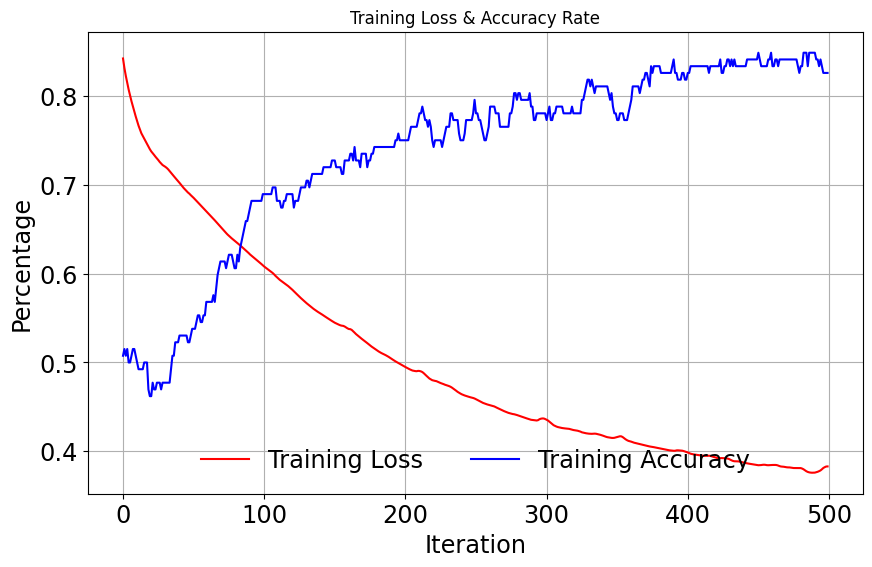 Training Loss & Accuracy Rate
Percentage
0.8
0.7
0.6
0.5
0.4
Training Loss
Training Accuracy
0 100 200 300 400 500
Iteration